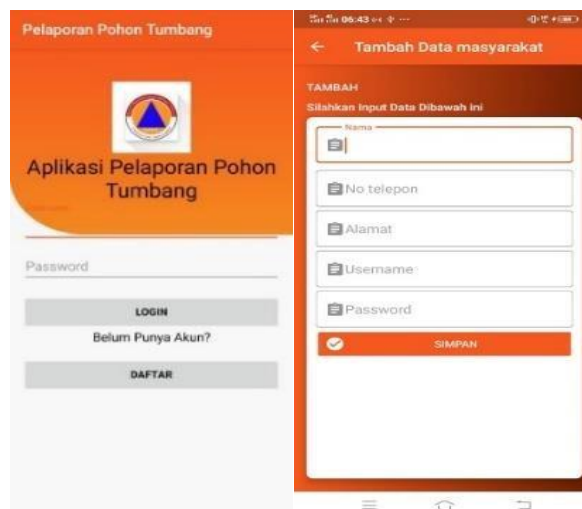 Pelaporan Pohon Tumbang
Aplikasi Pelaporan Pohon
Tumbang
Password
LOGIN
Belum Punya Akun?
DAFTAR
06:43
Tambah Data masyarakat
TAMBAH
Silahkan Input Data Dibawah Ini
Nama
No telepon
Alamat
Username
Password
SIMPAN